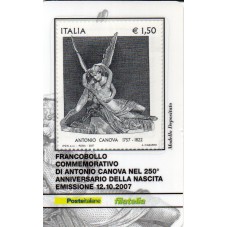 ITALIA € 1,50
ANTONIO CANOVA 1757 - 1822
Modello Depositato
FRANCOBOLLO
COMMEMORATIVO
DI ANTONIO CANOVA NEL 250°
ANNIVERSARIO DELLA NASCITA
EMISSIONE 12.10.2007
Posteitaliane filatelia